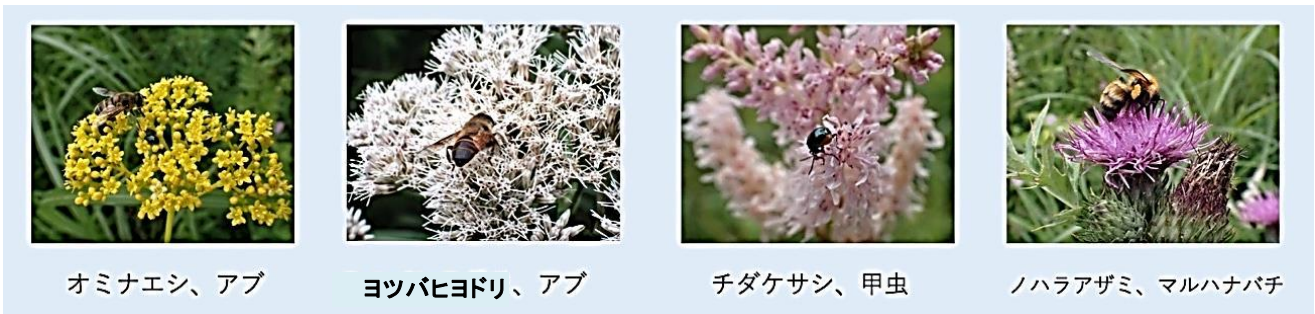 オミナエシ、アブ
ヨツバヒヨドリ、アブ
チダケサシ、甲虫
ノハラアザミ、マルハナバチ